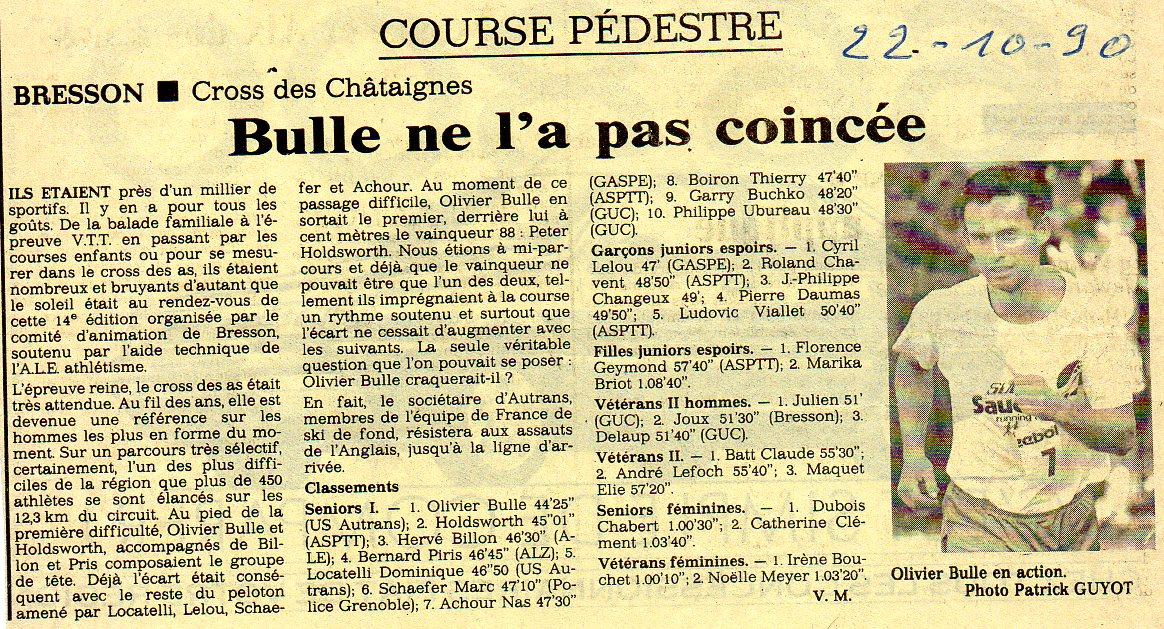 COURSE PÉDESTRE
22-10-90
BRESSON ■ Cross des Châtaignes
Bulle ne l'a pas coincée
ILS ETAIENT près d'un millier de
sportifs. Il y en a pour tous les
goûts. De la balade familiale à l'é-
preuve V.T.T. en passant par les
courses enfants ou pour se mesu-
rer dans le cross des as, ils étaient
nombreux et bruyants d'autant que
le soleil était au rendez-vous de
cette 14e édition organisée par le
comité d'animation de Bresson,
soutenu par l'aide technique de
l'A.L.E. athlétisme.
L'épreuve reine, le cross des as était
très attendue. Au fil des ans, elle est
devenue une référence sur les
hommes les plus en forme du mo-
ment. Sur un parcours très sélectif,
certainement, l'un des plus diffi-
ciles de la région que plus de 450
athlètes se sont élancés sur les
12,3 km du circuit. Au pied de la
première difficulté, Olivier Bulle et
Holdsworth, accompagnés de Bil-
lon et Pris composaient le groupe
de tête. Déjà l'écart était consé-
quent avec le reste du peloton
amené par Locatelli, Lelou, Schae-
fer et Achour. Au moment de ce
passage difficile, Olivier Bulle en
sortait le premier, derrière lui à
cent mètres le vainqueur 88 : Peter
Holdsworth. Nous étions à mi-par-
cours et déjà que le vainqueur ne
pouvait être que l'un des deux, tel-
lement ils imprégnaient à la course
un rythme soutenu et surtout que
l'écart ne cessait d'augmenter avec
les suivants. La seule véritable
question que l'on pouvait se poser :
Olivier Bulle craquerait-il ?
En fait, le sociétaire d'Autrans,
membres de l'équipe de France de
ski de fond, résistera aux assauts
de l'Anglais, jusqu'à la ligne d'ar-
rivée.
Classements
Seniors I. — 1. Olivier Bulle 44'25"
(US Autrans); 2. Holdsworth 45'01"
(ASPTT); 3. Hervé Billon 46'30" (A-
LE); 4. Bernard Piris 46'45" (ALZ); 5.
Locatelli Dominique 46'50 (US Au-
trans); 6. Schaefer Marc 47'10" (Po-
lice Grenoble); 7. Achour Nas 47'30"
(GASPE); 8. Boiron Thierry 47'40"
(ASPTT); 9. Garry Buchko 48'20"
(GUC); 10. Philippe Ubureau 48'30"
(GUC).
Garçons juniors espoirs. — 1. Cyril
Lelou 47' (GASPE); 2. Roland Cha-
vent 48'50" (ASPTT); 3. J.-Philippe
Changeux 49'; 4. Pierre Daumas
49'50"; 5. Ludovic Viallet 50'40"
(ASPTT).
Filles juniors espoirs. — 1. Florence
Geymond 57'40" (ASPTT); 2. Marika
Briot 1.08'40".
Vétérans II hommes. — 1. Julien 51'
(GUC); 2. Joux 51'30" (Bresson); 3.
Delaup 51'40" (GUC).
Vétérans II. — 1. Batt Claude 55'30";
2. André Lefoch 55'40"; 3. Maquet
Elie 57'20".
Seniors féminines. — 1. Dubois
Chabert 1.00'30"; 2. Catherine Clé-
ment 1.03'40".
Vétérans féminines. — 1. Irène Bou-
chet 1.00'10"; 2. Noëlle Meyer 1.03'20".
V. M.
running
7
Olivier Bulle en action.
Photo Patrick GUYOT